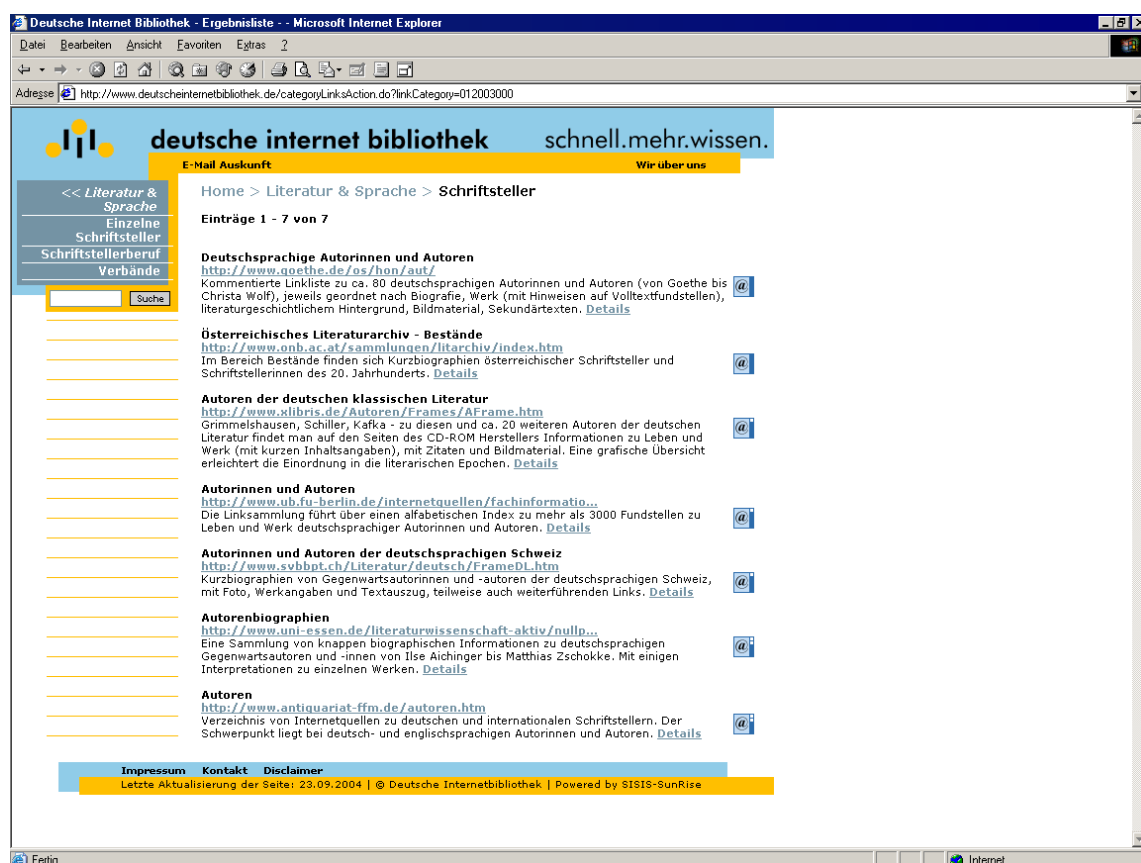 Deutsche Internet Bibliothek - Ergebnisliste - - Microsoft Internet Explorer
Datei Bearbeiten Ansicht Favoriten Extras ?
Adresse http://www.deutscheinternetbibliothek.de/categoryLinksAction.do?linkCategory=012003000
deutsche internet bibliothek schnell.mehr.wissen.
E-Mail Auskunft Wir über uns
<< Literatur &
Sprache
Einzelne
Schriftsteller
Schriftstellerberuf
Verbände
Suche
Home > Literatur & Sprache > Schriftsteller
Einträge 1 - 7 von 7
Deutschsprachige Autorinnen und Autoren
http://www.goethe.de/os/hon/aut/
Kommentierte Linkliste zu ca. 80 deutschsprachigen Autorinnen und Autoren (von Goethe bis
Christa Wolf), jeweils geordnet nach Biografie, Werk (mit Hinweisen auf Volltextfundstellen),
literaturgeschichtlichem Hintergrund, Bildmaterial, Sekundärtexten. Details
Österreichisches Literaturarchiv - Bestände
http://www.onb.ac.at/sammlungen/litarchiv/index.htm
Im Bereich Bestände finden sich Kurzbiographien österreichischer Schriftsteller und
Schriftstellerinnen des 20. Jahrhunderts. Details
Autoren der deutschen klassischen Literatur
http://www.xlibris.de/Autoren/Frames/AFrame.htm
Grimmelshausen, Schiller, Kafka - zu diesen und ca. 20 weiteren Autoren der deutschen
Literatur findet man auf den Seiten des CD-ROM Herstellers Informationen zu Leben und
Werk (mit kurzen Inhaltsangaben), mit Zitaten und Bildmaterial. Eine grafische Übersicht
erleichtert die Einordnung in die literarischen Epochen. Details
Autorinnen und Autoren
http://www.ub.fu-berlin.de/internetquellen/fachinformatio...
Die Linksammlung führt über einen alfabetischen Index zu mehr als 3000 Fundstellen zu
Leben und Werk deutschsprachiger Autorinnen und Autoren. Details
Autorinnen und Autoren der deutschsprachigen Schweiz
http://www.svbbpt.ch/Literatur/deutsch/FrameDL.htm
Kurzbiographien von Gegenwartsautorinnen und -autoren der deutschsprachigen Schweiz,
mit Foto, Werkangaben und Textauszug, teilweise auch weiterführenden Links. Details
Autorenbiographien
http://www.uni-essen.de/literaturwissenschaft-aktiv/nullp...
Eine Sammlung von knappen biographischen Informationen zu deutschsprachigen
Gegenwartsautoren und -innen von Ilse Aichinger bis Matthias Zschokke. Mit einigen
Interpretationen zu einzelnen Werken. Details
Autoren
http://www.antiquariat-ffm.de/autoren.htm
Verzeichnis von Internetquellen zu deutschen und internationalen Schriftstellern. Der
Schwerpunkt liegt bei deutsch- und englischsprachigen Autorinnen und Autoren. Details
Impressum Kontakt Disclaimer
Letzte Aktualisierung der Seite: 23.09.2004 | © Deutsche Internetbibliothek | Powered by SISIS-SunRise
Fertig Internet